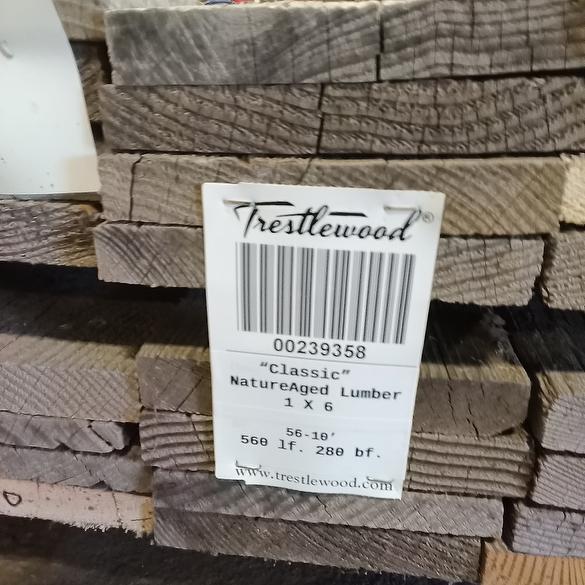 Trestlewood®
00239358
“Classic”
NatureAged Lumber
1 X 6
56-10'
560 lf. 280 bf.
www.trestlewood.com